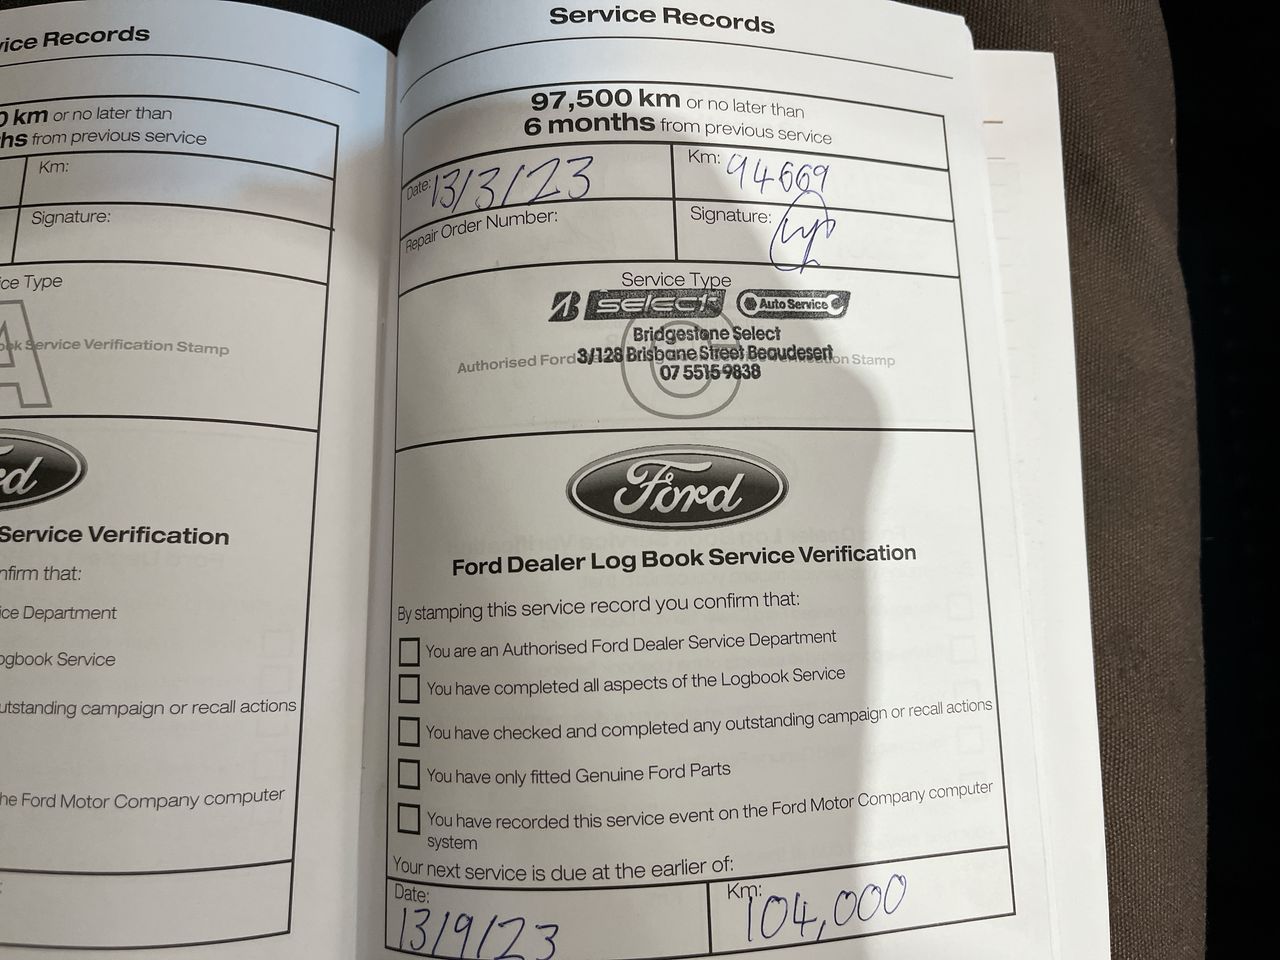 vice Records
0 km or no later than
hs from previous service
Km:
Signature:
ice Type
A
ok Service Verification Stamp
rd
Service Verification
nfirm that:
ice Department
ogbook Service
utstanding campaign or recall actions
he Ford Motor Company computer
Service Records
97,500 km or no later than
6 months from previous service
Date: 13/3/23
Km: 94669
Repair Order Number:
Signature:
Service Type
B select Auto Service
Bridgestone Select
Authorised Ford 3/128 Brisbane Street Beaudesert on Stamp
07 5515 9838
C
Ford
Ford Dealer Log Book Service Verification
By stamping this service record you confirm that:
You are an Authorised Ford Dealer Service Department
You have completed all aspects of the Logbook Service
You have checked and completed any outstanding campaign or recall actions
You have only fitted Genuine Ford Parts
You have recorded this service event on the Ford Motor Company computer
system
Your next service is due at the earlier of:
Date: 13/9/23
Km: 104,000